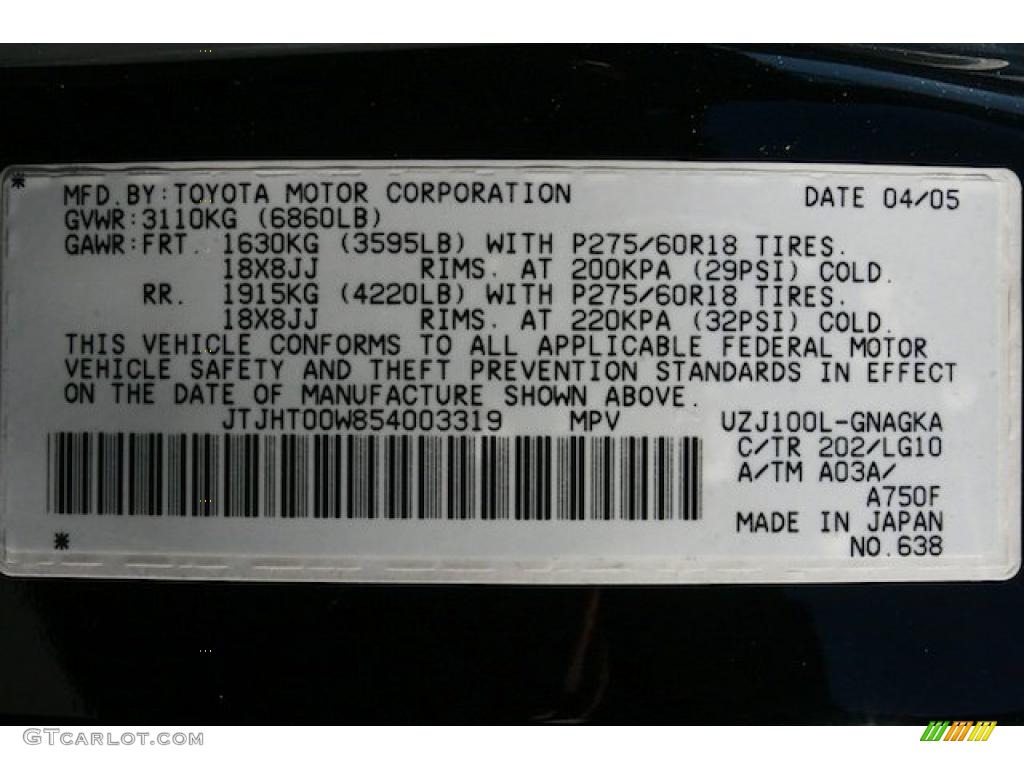 MFD.BY:TOYOTA MOTOR CORPORATION DATE 04/05
GVWR:3110KG (6860LB)
GAWR:FRT. 1630KG (3595LB) WITH P275/60R18 TIRES.
18X8JJ RIMS. AT 200KPA (29PSI) COLD.
RR. 1915KG (4220LB) WITH P275/60R18 TIRES.
18X8JJ RIMS. AT 220KPA (32PSI) COLD.
THIS VEHICLE CONFORMS TO ALL APPLICABLE FEDERAL MOTOR
VEHICLE SAFETY AND THEFT PREVENTION STANDARDS IN EFFECT
ON THE DATE OF MANUFACTURE SHOWN ABOVE.
JTJHT00W854003319 MPV UZJ100L-GNAGKA
C/TR 202/LG10
A/TM A03A/
A750F
MADE IN JAPAN
NO.638
GTCarlot.com